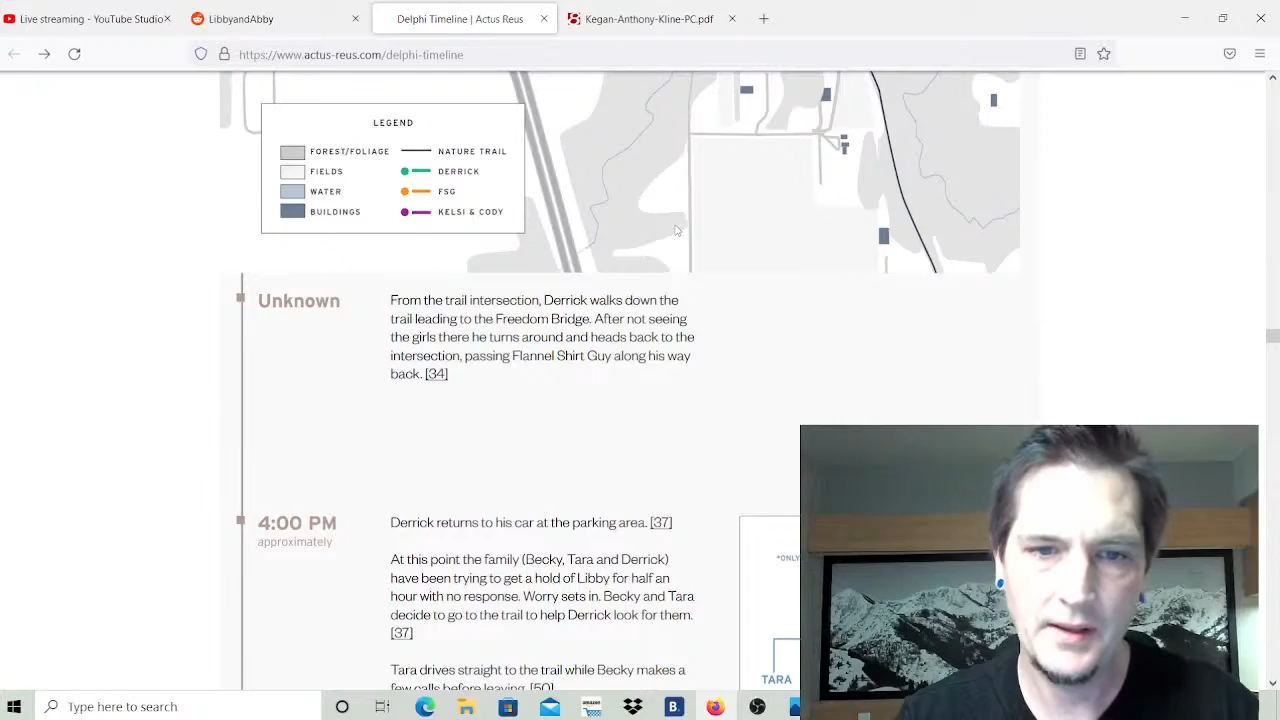 Live streaming - YouTube Studio
LibbyandAbby
Delphi Timeline | Actus Reus
Kegan-Anthony-Kline-PC.pdf
https://www.actus-reus.com/delphi-timeline
LEGEND
FOREST/FOLIAGE
NATURE TRAIL
FIELDS
DERRICK
WATER
FSG
BUILDINGS
KELSI & CODY
Unknown
From the trail intersection, Derrick walks down the
trail leading to the Freedom Bridge. After not seeing
the girls there he turns around and heads back to the
intersection, passing Flannel Shirt Guy along his way
back. [34]
4:00 PM
approximately
Derrick returns to his car at the parking area. [37]
At this point the family (Becky, Tara and Derrick)
have been trying to get a hold of Libby for half an
hour with no response. Worry sets in. Becky and Tara
decide to go to the trail to help Derrick look for them.
[37]
Tara drives straight to the trail while Becky makes a
few calls before leaving. [50]
*ONLY
TARA
Type here to search
amazon
B.